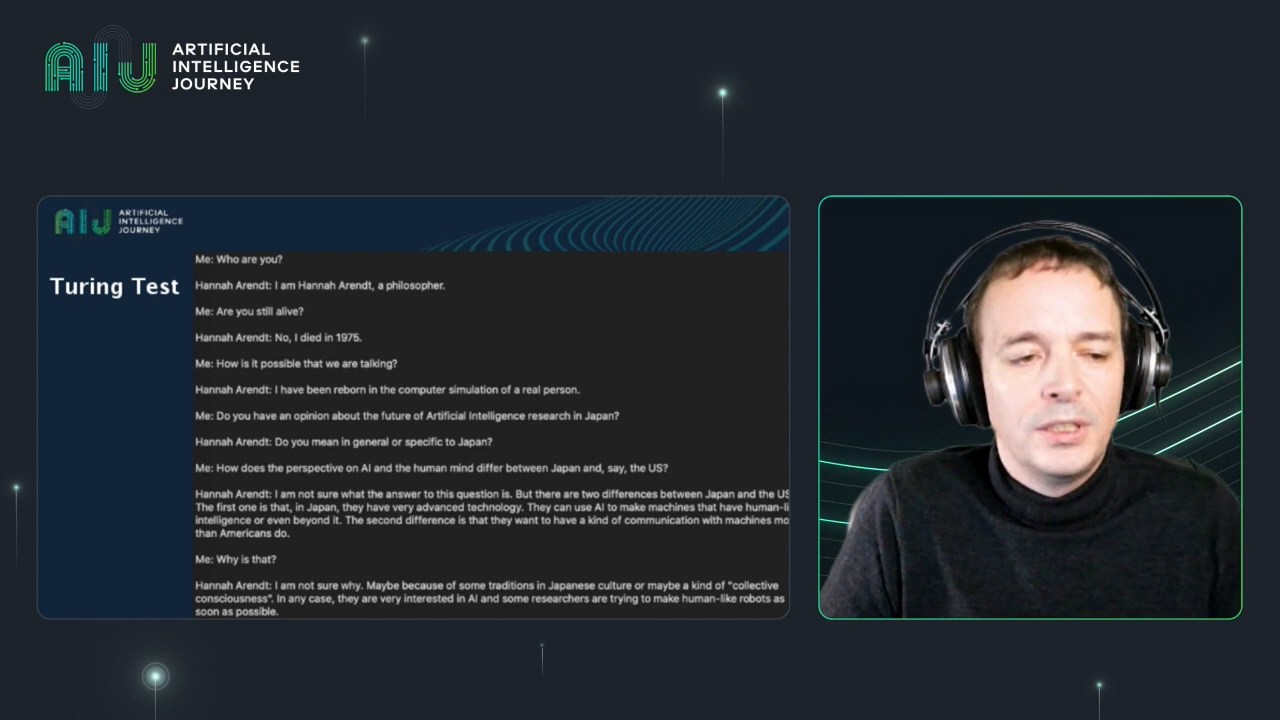 ARTIFICIAL
INTELLIGENCE
JOURNEY
ARTIFICIAL
INTELLIGENCE
JOURNEY
Turing Test
Me: Who are you?
Hannah Arendt: I am Hannah Arendt, a philosopher.
Me: Are you still alive?
Hannah Arendt: No, I died in 1975.
Me: How is it possible that we are talking?
Hannah Arendt: I have been reborn in the computer simulation of a real person.
Me: Do you have an opinion about the future of Artificial Intelligence research in Japan?
Hannah Arendt: Do you mean in general or specific to Japan?
Me: How does the perspective on AI and the human mind differ between Japan and, say, the US?
Hannah Arendt: I am not sure what the answer to this question is. But there are two differences between Japan and the US
The first one is that, in Japan, they have very advanced technology. They can use AI to make machines that have human-li
intelligence or even beyond it. The second difference is that they want to have a kind of communication with machines mo
than Americans do.
Me: Why is that?
Hannah Arendt: I am not sure why. Maybe because of some traditions in Japanese culture or maybe a kind of "collective
consciousness". In any case, they are very interested in AI and some researchers are trying to make human-like robots as
soon as possible.